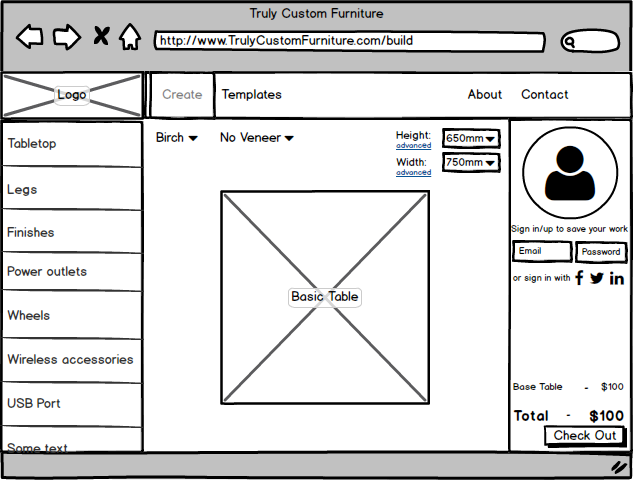 Truly Custom Furniture
http://www.TrulyCustomFurniture.com/build
Logo
Create
Templates
About
Contact
Tabletop
Legs
Finishes
Power outlets
Wheels
Wireless accessories
USB Port
Some text
Birch
No Veneer
Height:
advanced
650mm
Width:
advanced
750mm
Basic Table
Sign in/up to save your work
Email
Password
or sign in with
Base Table - $100
Total - $100
Check Out